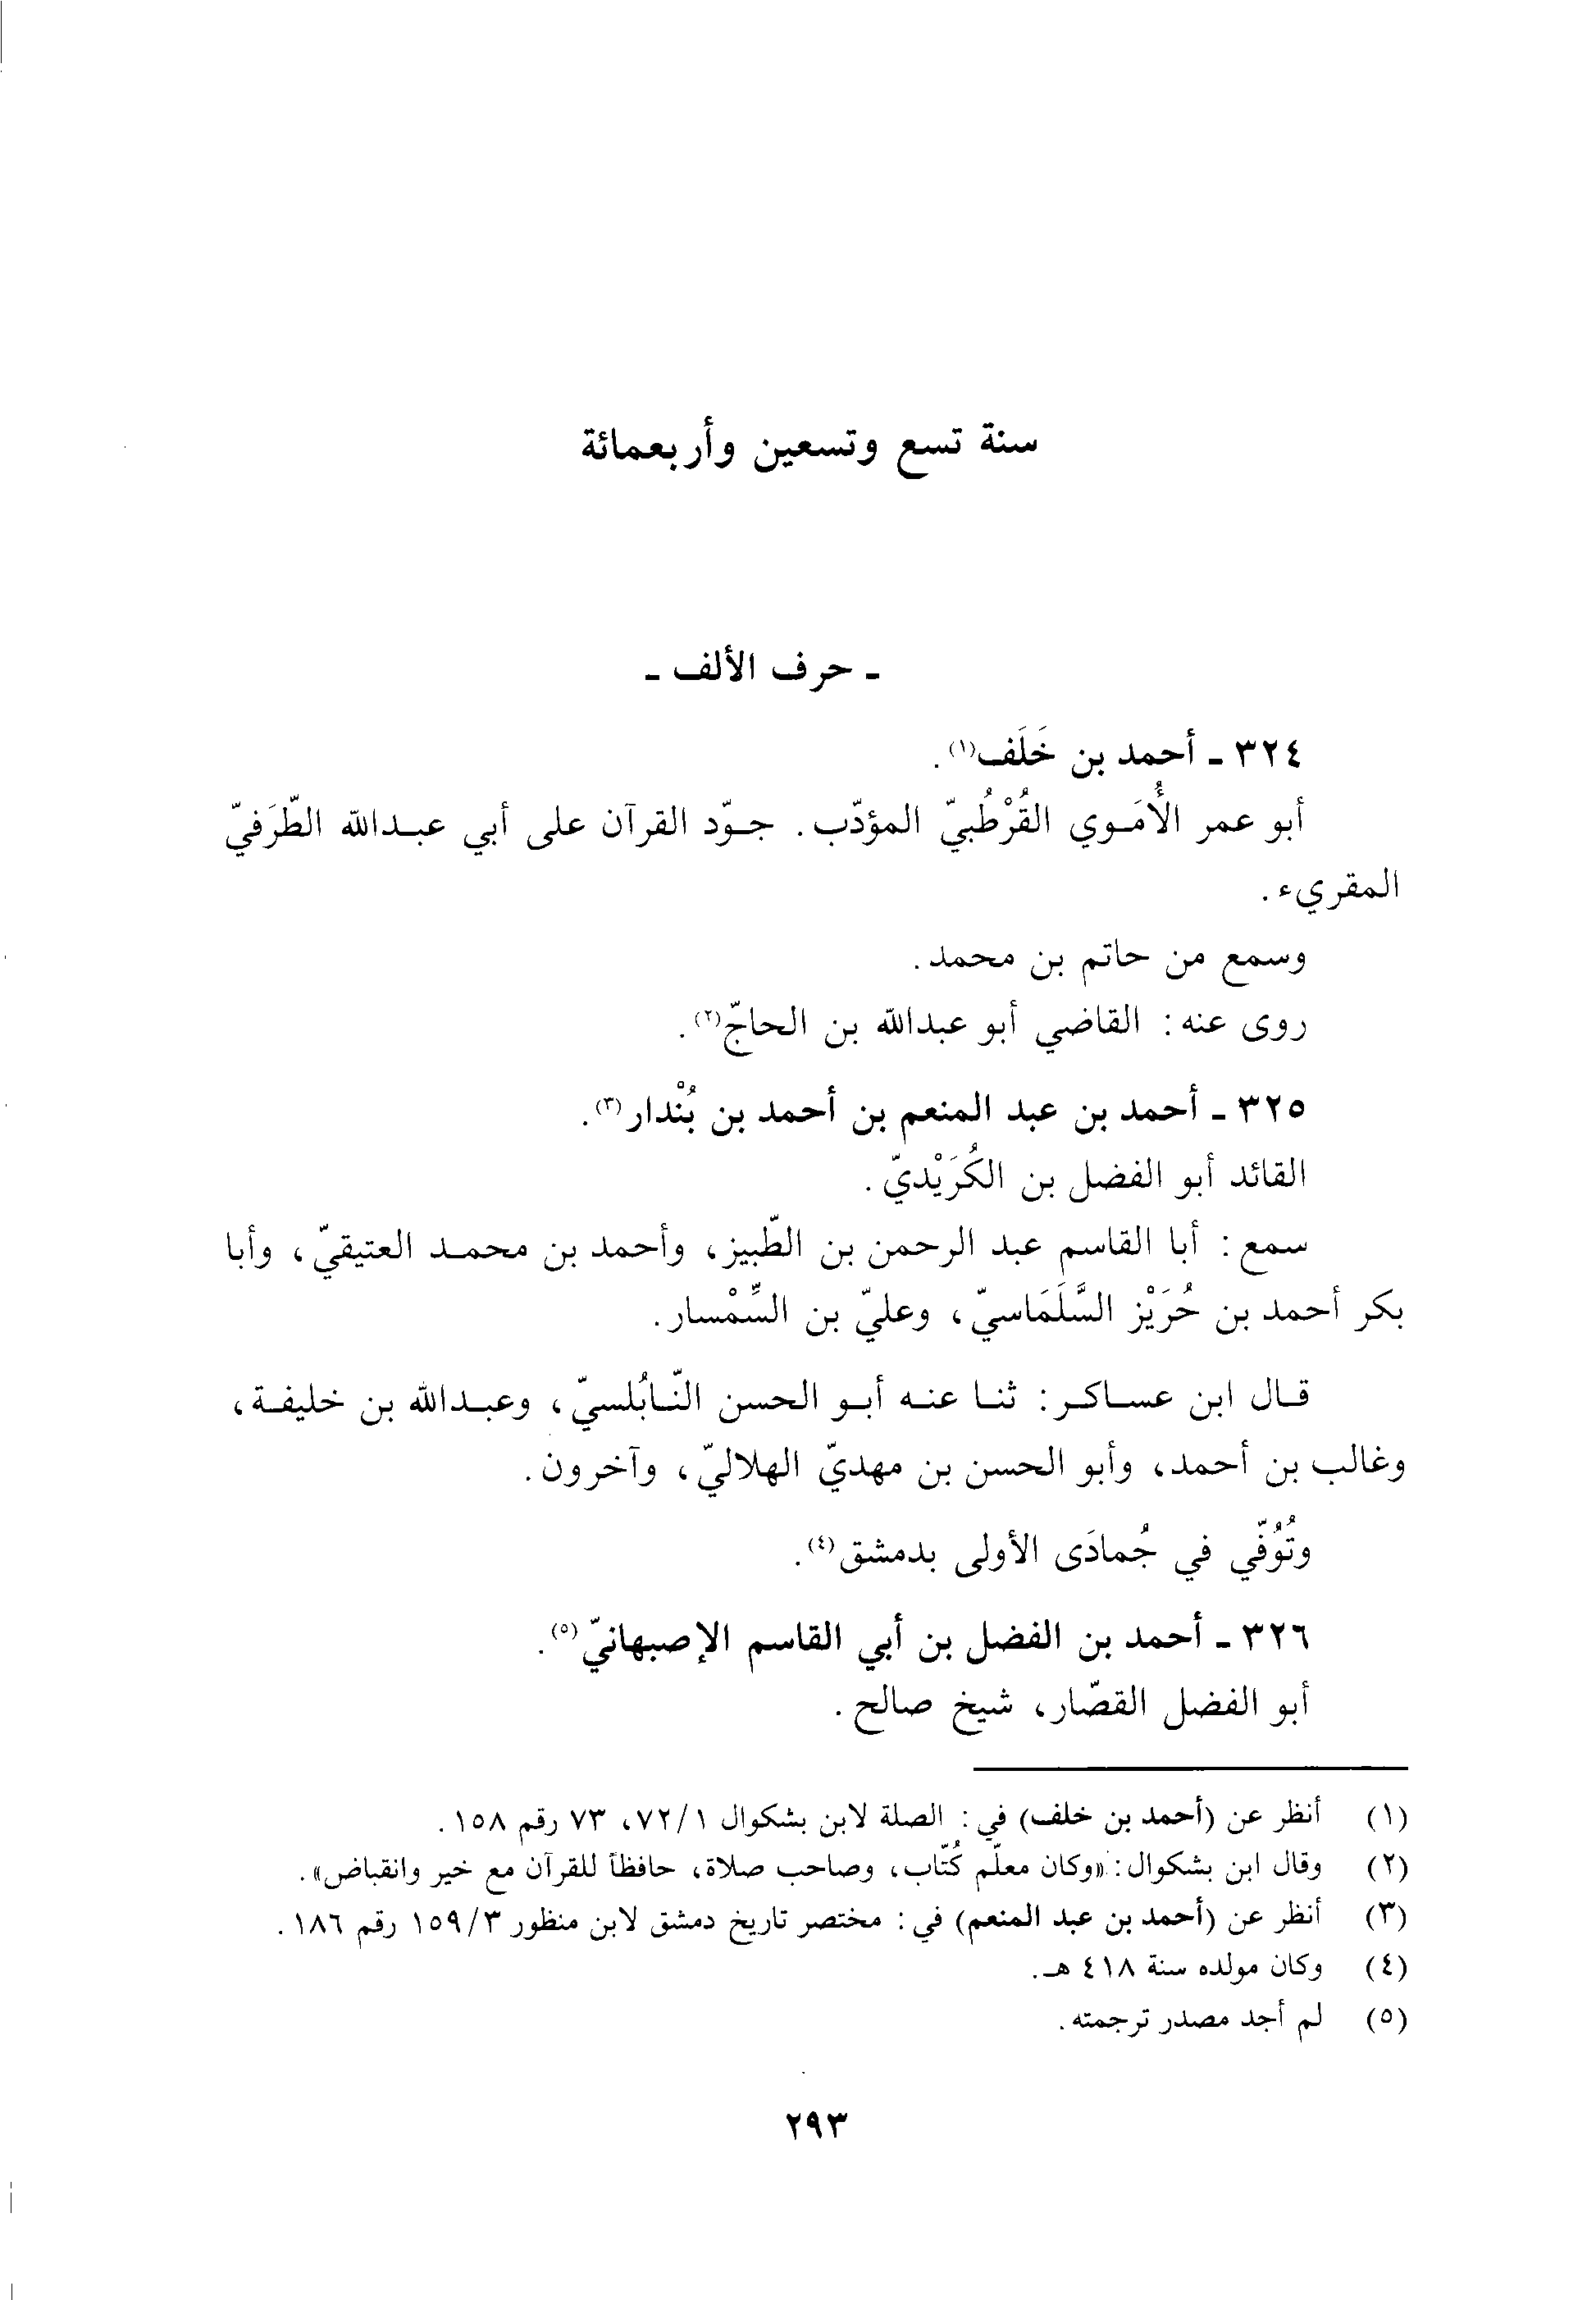 سنة تسع وتسعين وأربعمائة
ـ حرف الألف ـ
٣٢٤ ـ أحمد بن خَلَف(١).
أبو عمر الأُمَوي القُرْطُبيّ المؤدّب. جوّد القرآن على أبي عبدالله الطَّرَفيّ
المقريء.
وسمع من حاتم بن محمد.
روى عنه: القاضي أبو عبدالله بن الحاجّ(٢).
٣٢٥ ـ أحمد بن عبد المنعم بن أحمد بن بُنْدار(٣).
القائد أبو الفضل بن الكُرَيْديّ.
سمع: أبا القاسم عبد الرحمن بن الطّبيز، وأحمد بن محمد العتيقيّ، وأبا
بكر أحمد بن حُرَيْز السَّلَمَاسيّ، وعليّ بن السِّمْسار.
قال ابن عساكر: ثنا عنه أبو الحسن النّابُلسيّ، وعبدالله بن خليفة،
وغالب بن أحمد، وأبو الحسن بن مهديّ الهلاليّ، وآخرون.
وتُوُفّي في جُمادَى الأولى بدمشق(٤).
٣٢٦ ـ أحمد بن الفضل بن أبي القاسم الإصبهانيّ(٥).
أبو الفضل القصّار، شيخ صالح.
(١) أنظر عن (أحمد بن خلف) في: الصلة لابن بشكوال ١/ ٧٢، ٧٣ رقم ١٥٨.
(٢) وقال ابن بشكوال: «وكان معلّم كُتّاب، وصاحب صلاة، حافظاً للقرآن مع خير وانقباض».
(٣) أنظر عن (أحمد بن عبد المنعم) في: مختصر تاريخ دمشق لابن منظور ٣/ ١٥٩ رقم ١٨٦.
(٤) وكان مولده سنة ٤١٨ هـ.
(٥) لم أجد مصدر ترجمته.
٢٩٣